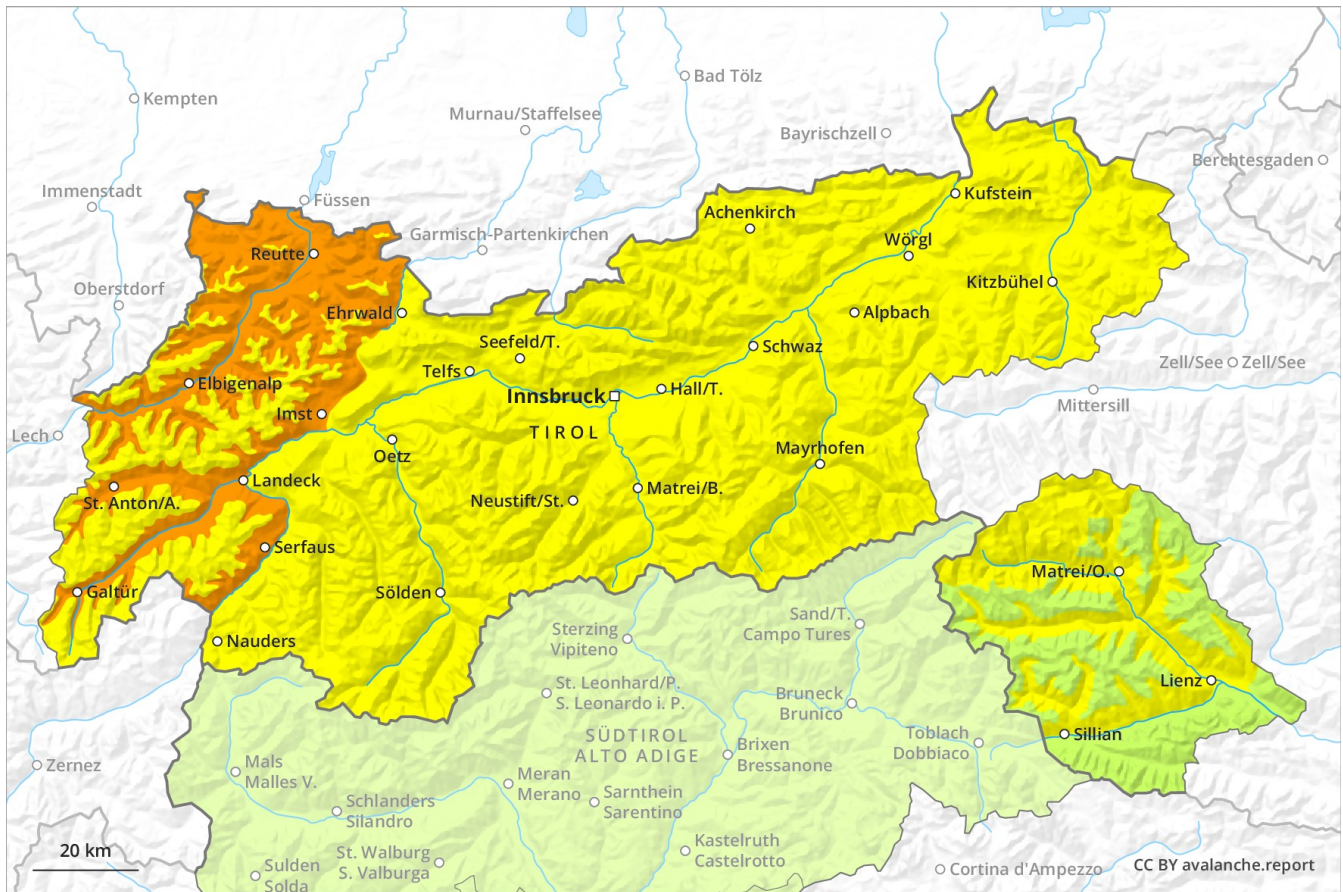 Kempten
Bad Tölz
Murnau/Staffelsee
Bayrischzell
Berchtesgaden
Immenstadt
Füssen
Kufstein
Achenkirch
Garmisch-Partenkirchen
Wörgl
Reutte
Oberstdorf
Kitzbühel
Ehrwald
Alpbach
Seefeld/T.
Schwaz
Zell/See
Zell/See
Telfs
Elbigenalp
Hall/T.
Innsbruck
Mittersill
Imst
Lech
TIROL
Oetz
Mayrhofen
Landeck
St. Anton/A.
Neustift/St.
Matrei/B.
Serfaus
Matrei/O.
Galtür
Sölden
Sand/T.
Campo Tures
Sterzing
Vipiteno
Nauders
Lienz
St. Leonhard/P.
S. Leonardo i. P.
Bruneck
Brunico
Sillian
SÜDTIROL
ALTO ADIGE
Toblach
Dobbiaco
Brixen
Bressanone
Zernez
Mals
Malles V.
Meran
Merano
Sarnthein
Sarentino
Schlanders
Silandro
Kastelruth
Castelrotto
20 km
St. Walburg
S. Valburga
Sulden
Solda
Cortina d'Ampezzo
CC BY avalanche.report